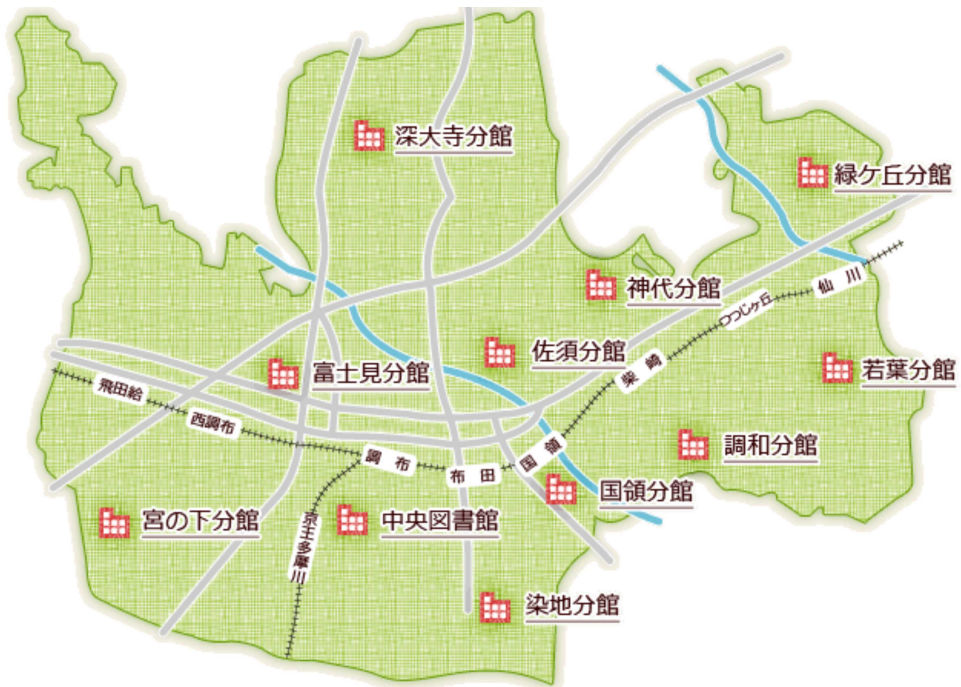 深大寺分館
緑ケ丘分館
神代分館
佐須分館
富士見分館
若葉分館
調和分館
国領分館
宮の下分館
中央図書館
染地分館
飛田給
西調布
調布
布田
国領
柴崎
つつじヶ丘
仙川
京王多摩川